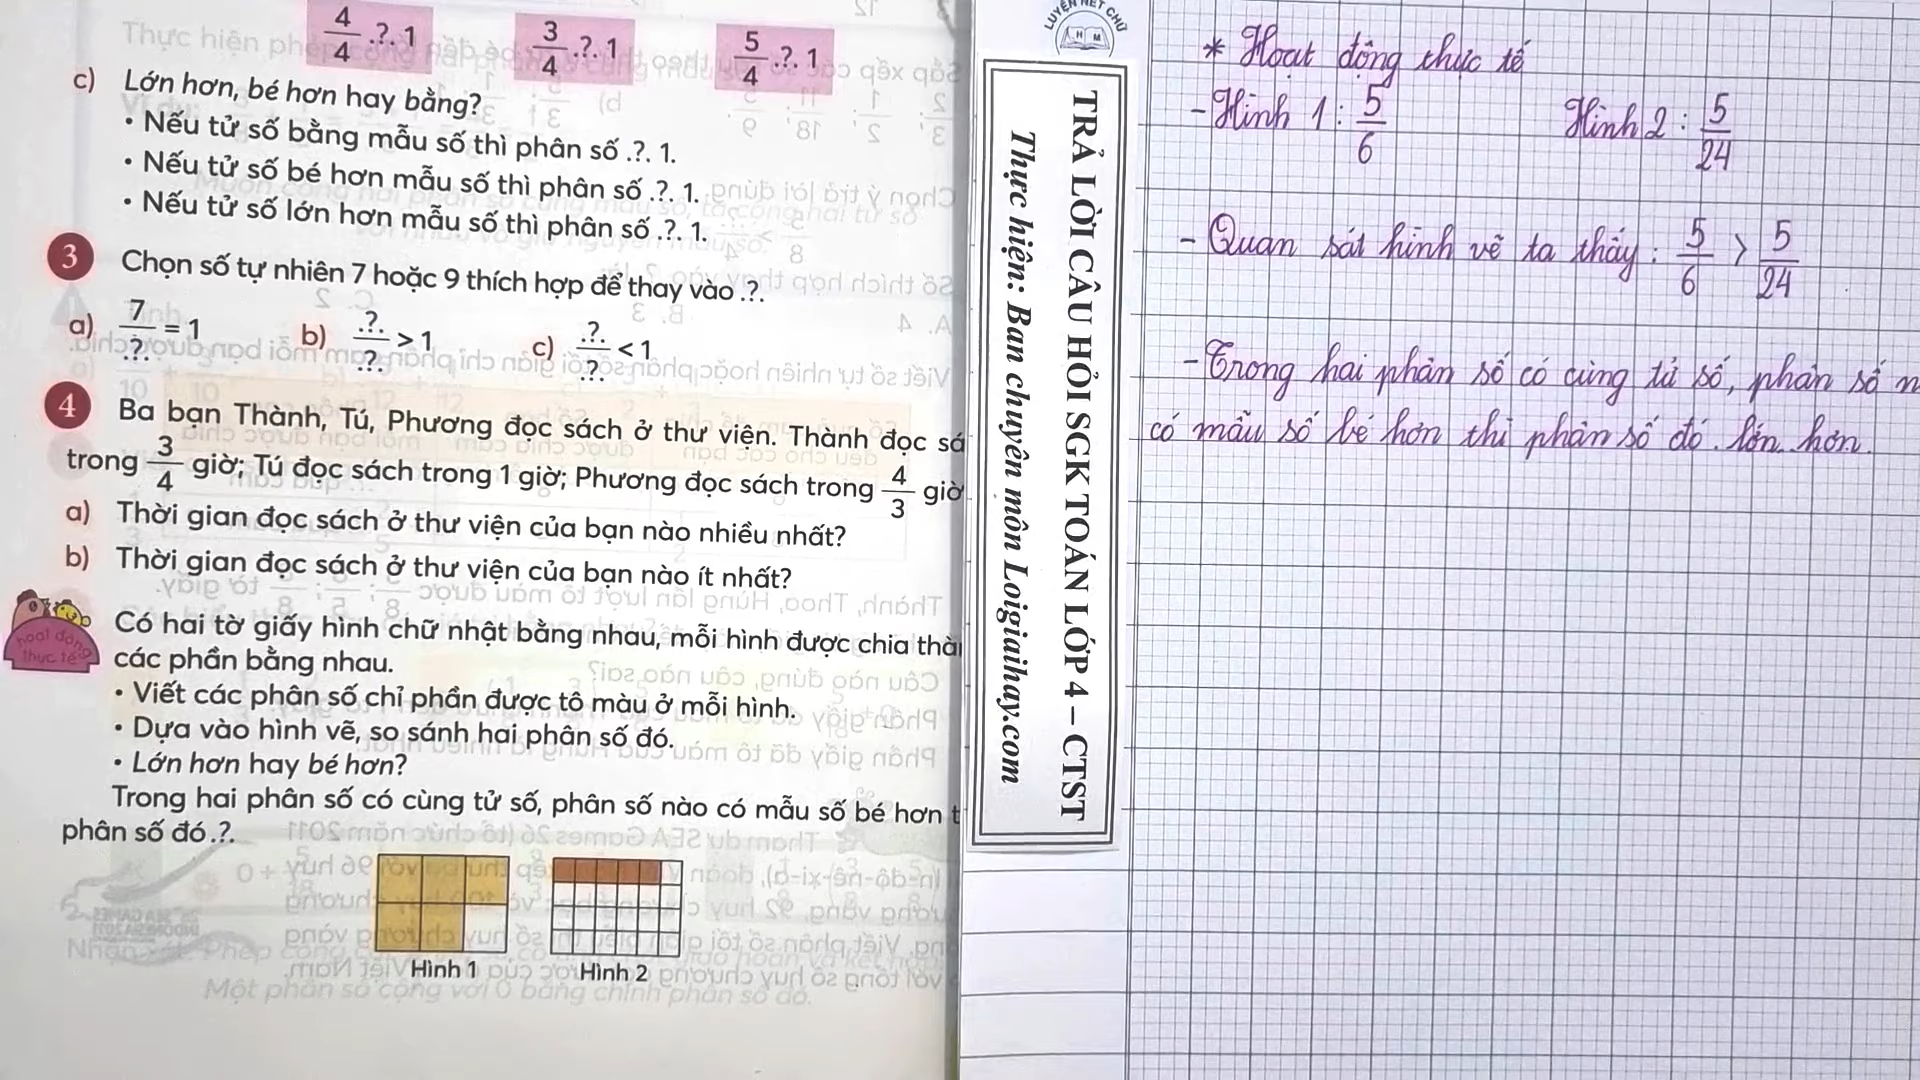 4/4 .?. 1 3/4 .?. 1 5/4 .?. 1
c) Lớn hơn, bé hơn hay bằng?
• Nếu tử số bằng mẫu số thì phân số .?. 1.
• Nếu tử số bé hơn mẫu số thì phân số .?. 1.
• Nếu tử số lớn hơn mẫu số thì phân số .?. 1.
3 Chọn số tự nhiên 7 hoặc 9 thích hợp để thay vào .?.
a) 7/.?. = 1 b) .?./.?. > 1 c) .?./.?. < 1
4 Ba bạn Thành, Tú, Phương đọc sách ở thư viện. Thành đọc sá
trong 3/4 giờ; Tú đọc sách trong 1 giờ; Phương đọc sách trong 4/3 giờ
a) Thời gian đọc sách ở thư viện của bạn nào nhiều nhất?
b) Thời gian đọc sách ở thư viện của bạn nào ít nhất?
hoạt động
thực tế
Có hai tờ giấy hình chữ nhật bằng nhau, mỗi hình được chia thà
các phần bằng nhau.
• Viết các phân số chỉ phần được tô màu ở mỗi hình.
• Dựa vào hình vẽ, so sánh hai phân số đó.
• Lớn hơn hay bé hơn?
Trong hai phân số có cùng tử số, phân số nào có mẫu số bé hơn t
phân số đó .?.
Hình 1 Hình 2
LUYỆN NÉT CHỮ
H M
TRẢ LỜI CÂU HỎI SGK TOÁN LỚP 4 – CTST
Thực hiện: Ban chuyên môn Loigiaihay.com
* Hoạt động thực tế
- Hình 1 : 5/6 Hình 2 : 5/24
- Quan sát hình vẽ ta thấy : 5/6 > 5/24
- Trong hai phân số có cùng tử số, phân số n
có mẫu số bé hơn thì phân số đó lớn hơn.